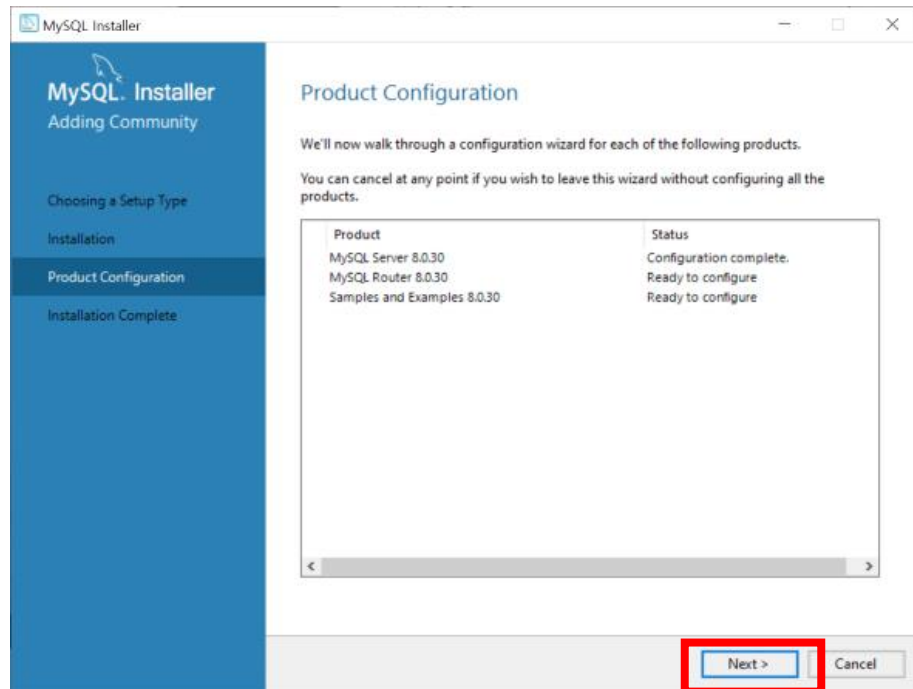 MySQL Installer
MySQL. Installer
Adding Community
Choosing a Setup Type
Installation
Product Configuration
Installation Complete
Product Configuration
We'll now walk through a configuration wizard for each of the following products.
You can cancel at any point if you wish to leave this wizard without configuring all the
products.
Product Status
MySQL Server 8.0.30 Configuration complete.
MySQL Router 8.0.30 Ready to configure
Samples and Examples 8.0.30 Ready to configure
Next > Cancel